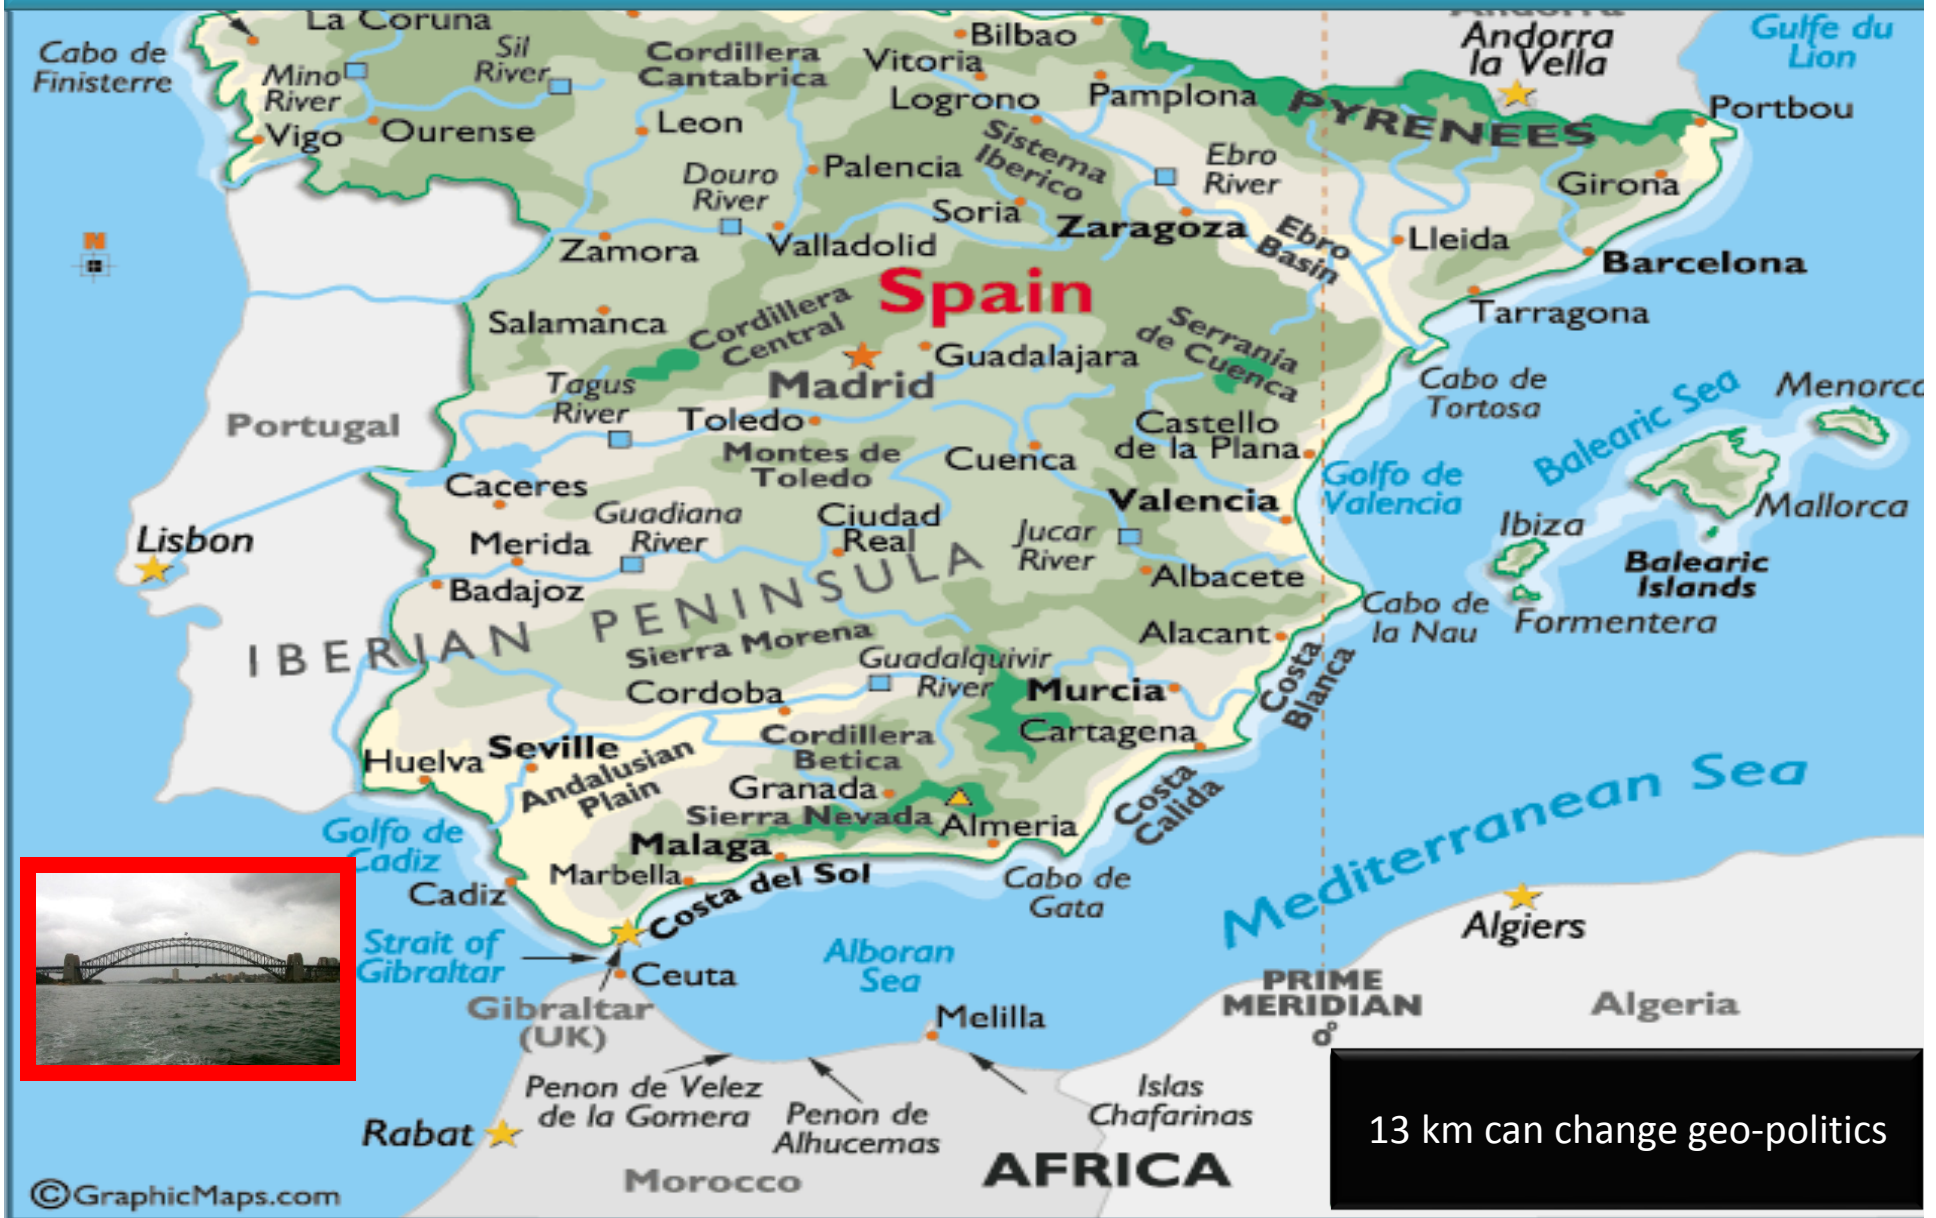 La Coruna
Cabo de
Finisterre
Mino
River
Sil
River
Cordillera
Cantabrica
Bilbao
Vitoria
Logrono
Pamplona
Andorra
Andorra
la Vella
Gulfe du
Lion
Portbou
PYRENEES
Vigo
Ourense
Leon
Palencia
Sistema
Iberico
Ebro
River
Girona
Douro
River
Soria
Zaragoza
Ebro
Basin
Lleida
Barcelona
N
Zamora
Valladolid
Spain
Tarragona
Salamanca
Cordillera
Central
Guadalajara
Serrania
de Cuenca
Madrid
Tagus
River
Toledo
Cabo de
Tortosa
Balearic Sea
Menorca
Portugal
Montes de
Toledo
Cuenca
Castello
de la Plana
Golfo de
Valencia
Mallorca
Caceres
Guadiana
River
Ciudad
Real
Valencia
Jucar
River
Ibiza
Balearic
Islands
Lisbon
Merida
Badajoz
Albacete
Cabo de
la Nau
Formentera
IBERIAN PENINSULA
Sierra Morena
Alacant
Costa
Blanca
Guadalquivir
River
Cordoba
Murcia
Cartagena
Huelva
Seville
Andalusian
Plain
Cordillera
Betica
Granada
Sierra Nevada
Almeria
Costa
Calida
Mediterranean Sea
Golfo de
Cadiz
Malaga
Marbella
Costa del Sol
Cabo de
Gata
Cadiz
Algiers
Strait of
Gibraltar
Ceuta
Alboran
Sea
Gibraltar
(UK)
Melilla
PRIME
MERIDIAN
0°
Algeria
Penon de Velez
de la Gomera
Penon de
Alhucemas
Islas
Chafarinas
Rabat
Morocco
AFRICA
13 km can change geo-politics
©GraphicMaps.com